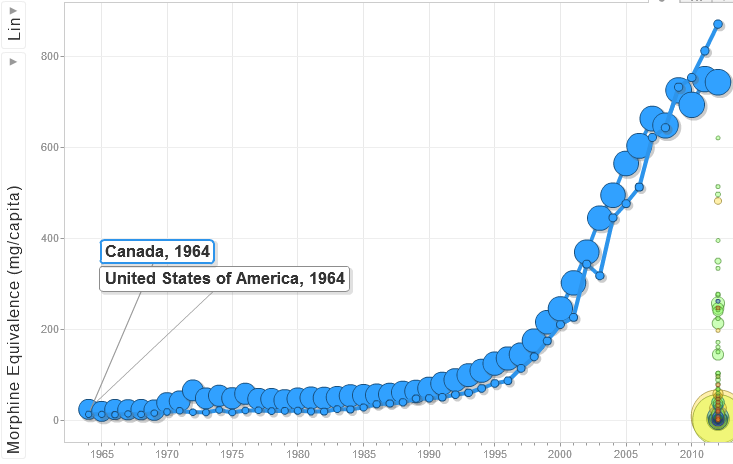 Lin
Morphine Equivalence (mg/capita)
800
600
400
200
0
Canada, 1964
United States of America, 1964
1965 1970 1975 1980 1985 1990 1995 2000 2005 2010